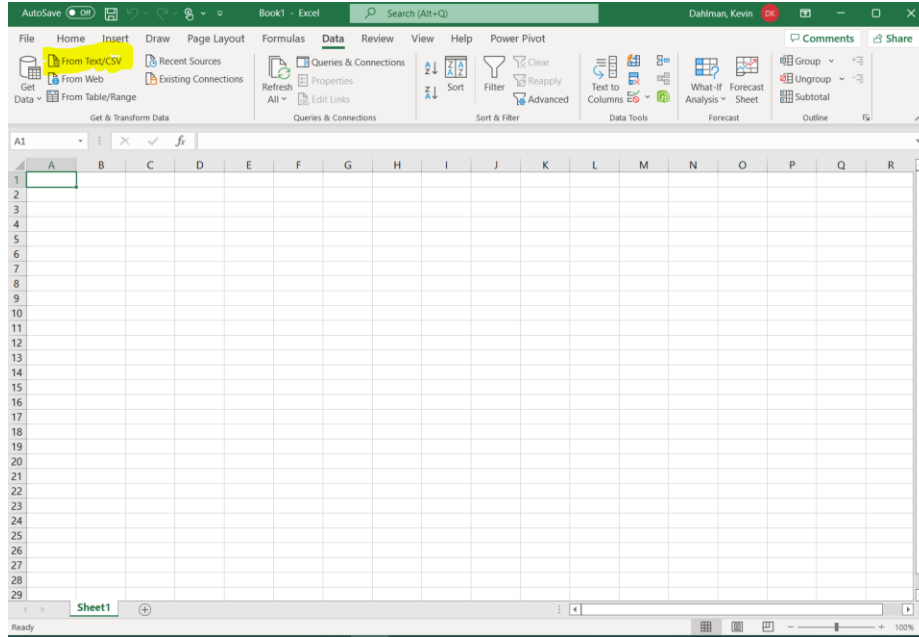 AutoSave Off Book1 - Excel Search (Alt+Q) Dahlman, Kevin DK
File Home Insert Draw Page Layout Formulas Data Review View Help Power Pivot Comments Share
Get Data
From Text/CSV
From Web
From Table/Range
Recent Sources
Existing Connections
Get & Transform Data
Refresh All
Queries & Connections
Properties
Edit Links
Queries & Connections
Sort
Filter
Clear
Reapply
Advanced
Sort & Filter
Text to Columns
Data Tools
What-If Analysis
Forecast Sheet
Forecast
Group
Ungroup
Subtotal
Outline
A1 fx
A B C D E F G H I J K L M N O P Q R
1
2
3
4
5
6
7
8
9
10
11
12
13
14
15
16
17
18
19
20
21
22
23
24
25
26
27
28
29
Sheet1
Ready 100%